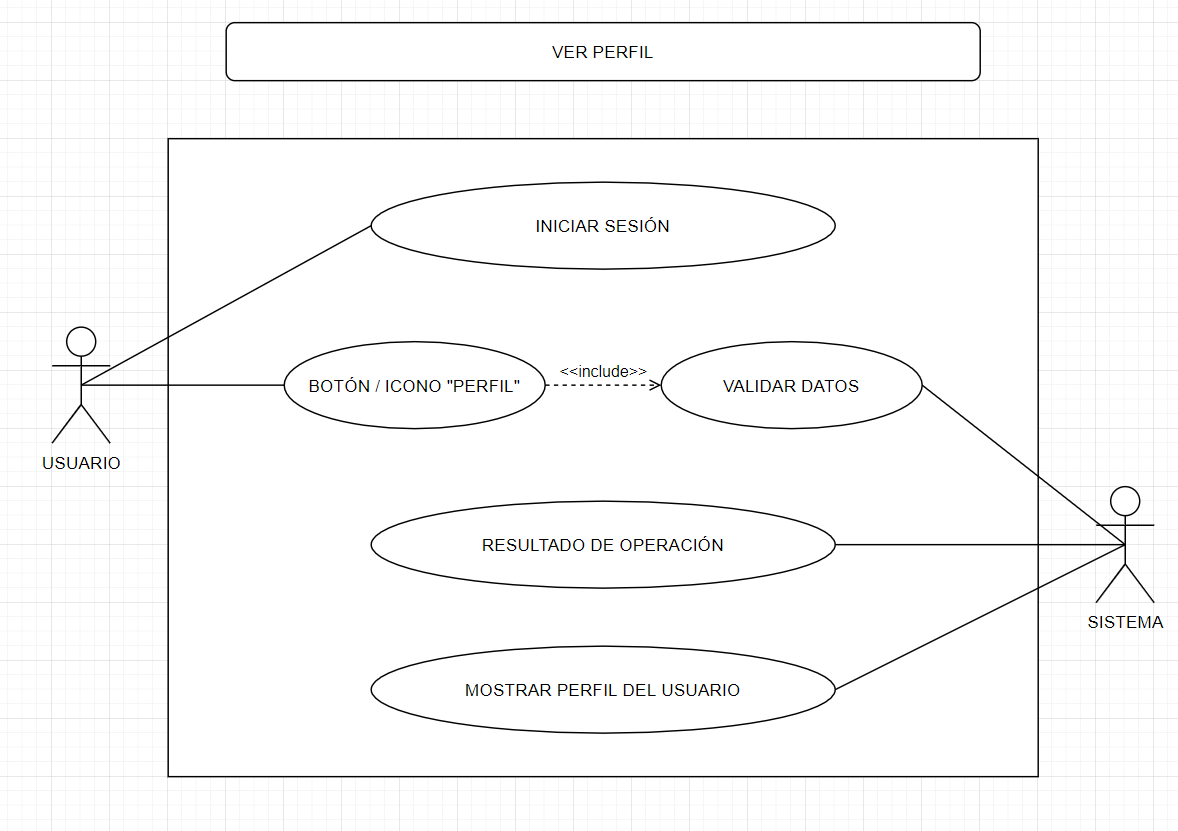 VER PERFIL
INICIAR SESIÓN
<<include>>
BOTÓN / ICONO "PERFIL"
VALIDAR DATOS
USUARIO
RESULTADO DE OPERACIÓN
SISTEMA
MOSTRAR PERFIL DEL USUARIO